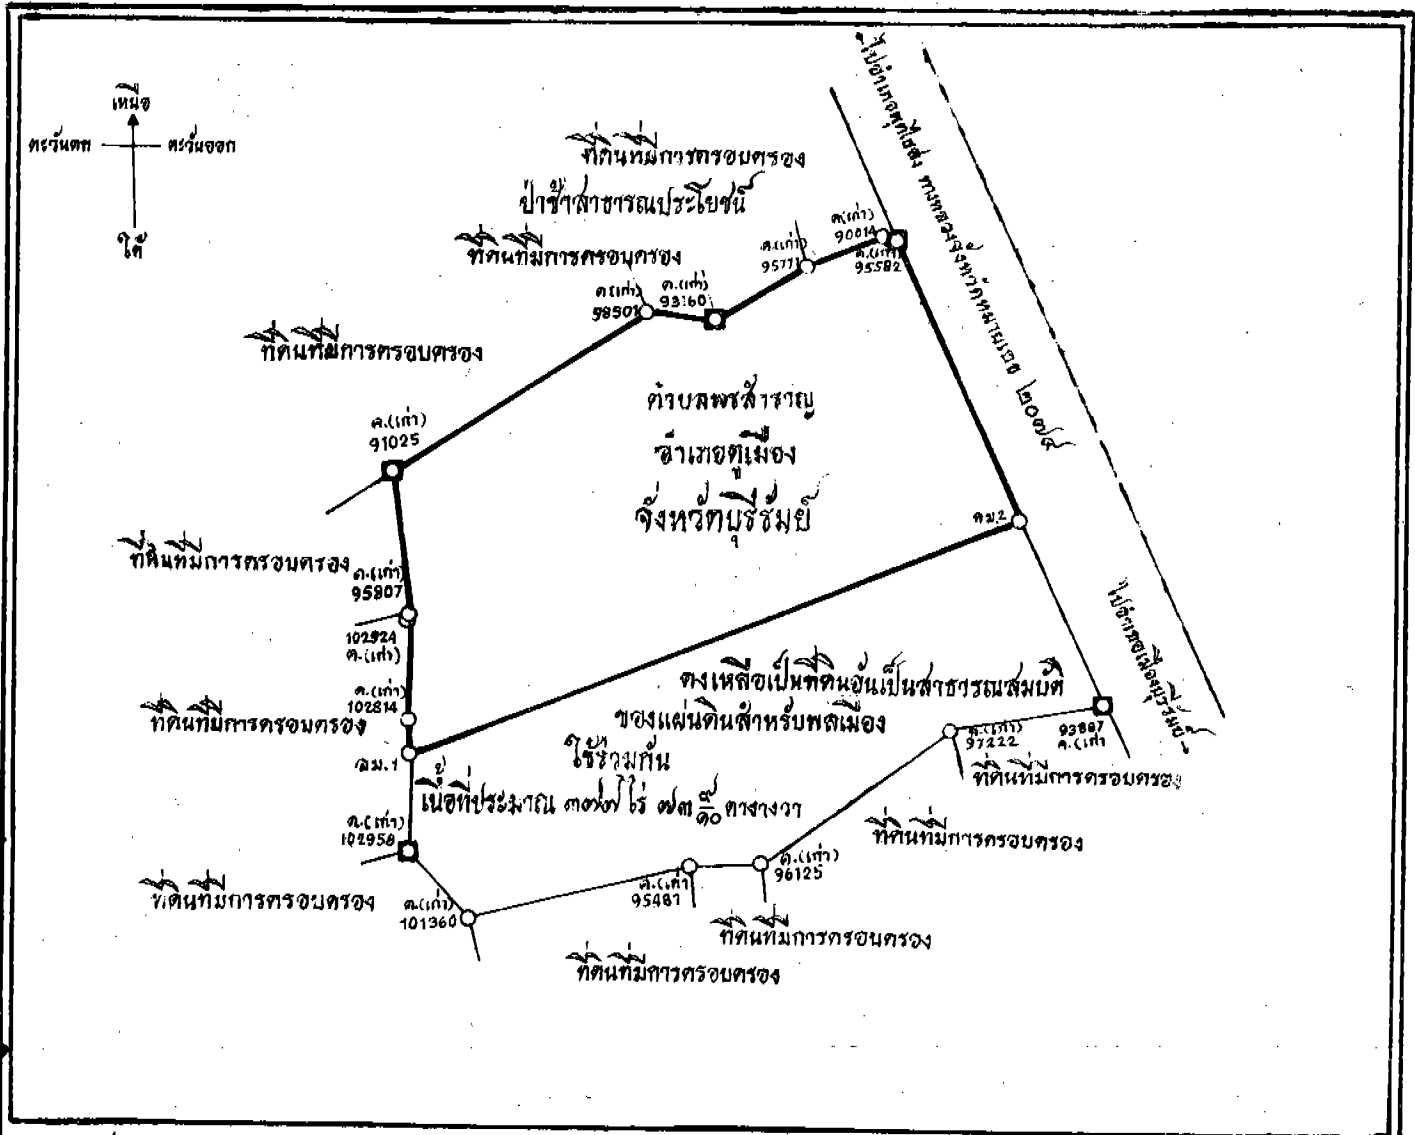 เหนือ
ตะวันตก
ตะวันออก
ใต้
ที่ดินที่มีการครอบครอง
ป่าช้าสาธารณประโยชน์
ที่ดินที่มีการครอบครอง
ที่ดินที่มีการครอบครอง
ไปอำเภอพุทไธสง ทางหลวงจังหวัดหมายเลข ๒๐๗๔
ค.(เก่า)
90014
ค.(เก่า)
95582
ค.(เก่า)
95771
ค.(เก่า)
93160
ค.(เก่า)
98501
ค.(เก่า)
91025
ตำบลพรสำราญ
อำเภอคูเมือง
จังหวัดบุรีรัมย์
คม.2
ที่ดินที่มีการครอบครอง
ค.(เก่า)
95807
102924
ค.(เก่า)
ค.(เก่า)
102814
ที่ดินที่มีการครอบครอง
คม.1
ไปอำเภอเมืองบุรีรัมย์
คงเหลือเป็นที่ดินอันเป็นสาธารณสมบัติ
ของแผ่นดินสำหรับพลเมือง
ใช้ร่วมกัน
เนื้อที่ประมาณ ๓๗๗ ไร่ ๗๓ ๘/๑๐ ตารางวา
93887
ค.(เก่า
ค.(เก่า)
97222
ที่ดินที่มีการครอบครอง
ที่ดินที่มีการครอบครอง
ค.(เก่า)
102958
ค.(เก่า)
96125
ค.(เก่า)
95487
ที่ดินที่มีการครอบครอง
ค.(เก่า)
101360
ที่ดินที่มีการครอบครอง
ที่ดินที่มีการครอบครอง